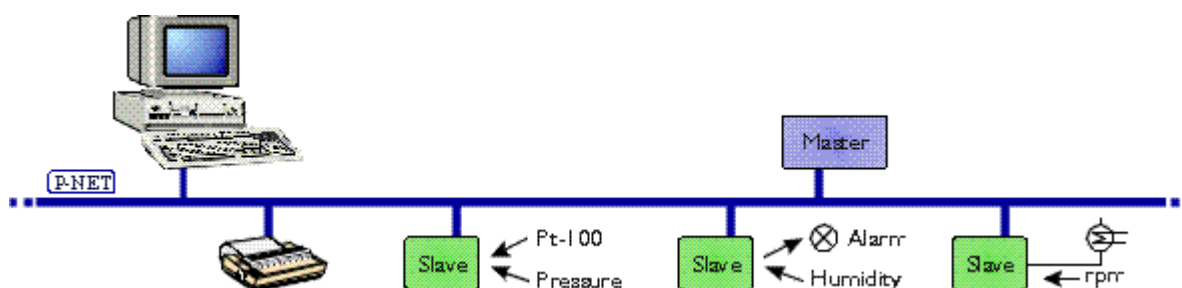 Master
P-NET
Slave
Pt-100
Pressure
Slave
Alarm
Humidity
Slave
rpm